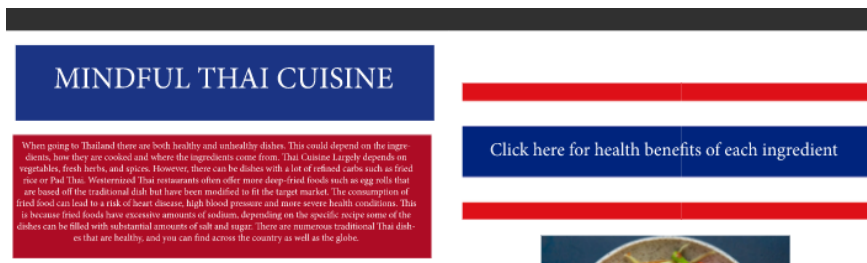 MINDFUL THAI CUISINE
When going to Thailand there are both healthy and unhealthy dishes. This could depend on the ingre-
dients, how they are cooked and where the ingredients come from. Thai Cuisine Largely depends on
vegetables, fresh herbs, and spices. However, there can be dishes with a lot of refined carbs such as fried
rice or Pad Thai. Westernized Thai restaurants often offer more deep-fried foods such as egg rolls that
are based off the traditional dish but have been modified to fit the target market. The consumption of
fried food can lead to a risk of heart disease, high blood pressure and more severe health conditions. This
is because fried foods have excessive amounts of sodium, depending on the specific recipe some of the
dishes can be filled with substantial amounts of salt and sugar. There are numerous traditional Thai dish-
es that are healthy, and you can find across the country as well as the globe.
Click here for health benefits of each ingredient